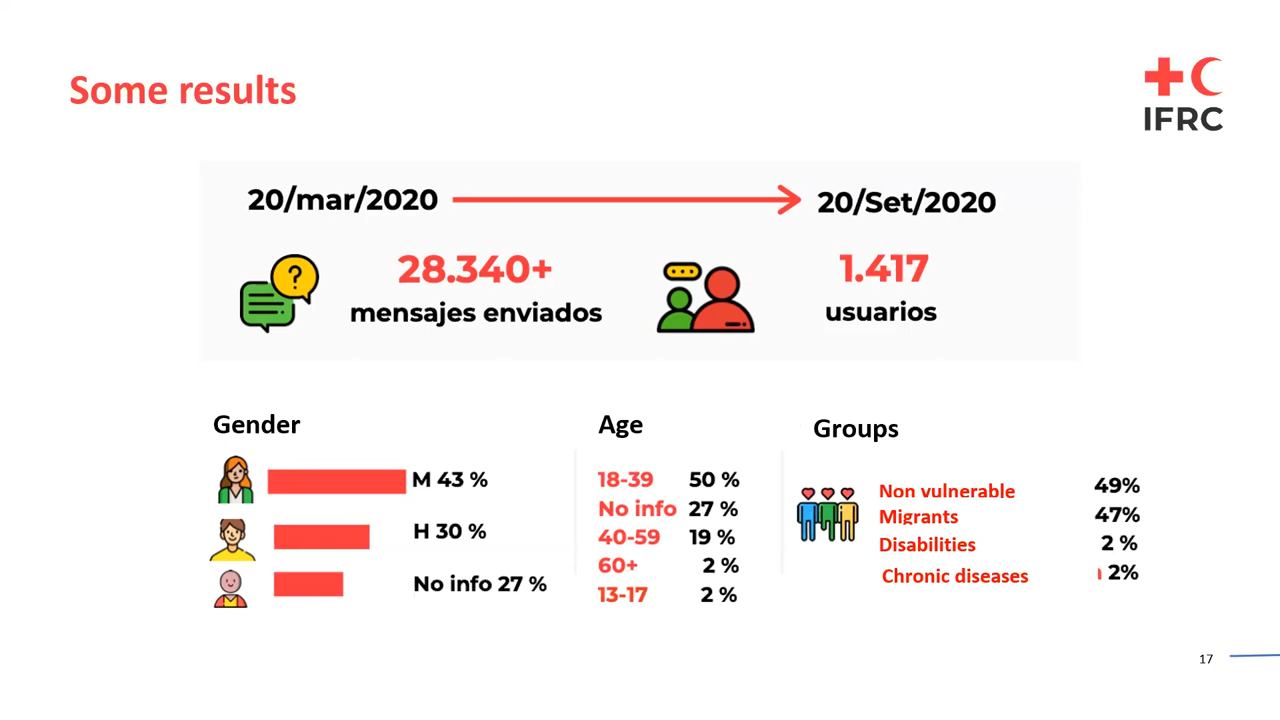 Some results
IFRC
20/mar/2020
20/Set/2020
28.340+
mensajes enviados
1.417
usuarios
Gender
M 43 %
H 30 %
No info 27 %
Age
18-39 50 %
No info 27 %
40-59 19 %
60+ 2 %
13-17 2 %
Groups
Non vulnerable 49%
Migrants 47%
Disabilities 2 %
Chronic diseases 2%
17